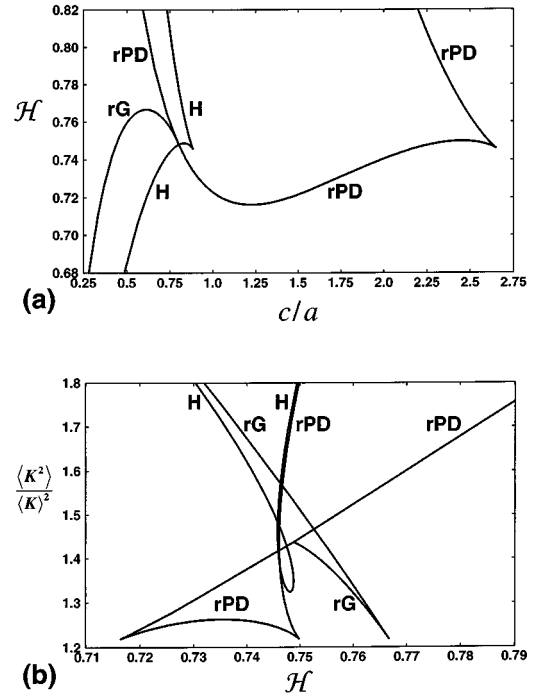 0.82
0.80
0.78
0.76
0.74
0.72
0.70
0.68
ℋ
rPD
rG
H
H
rPD
rPD
0.25 0.5 0.75 1.0 1.25 1.5 1.75 2.0 2.25 2.5 2.75
(a)
c/a
1.8
1.7
1.6
1.5
1.4
1.3
1.2
⟨K²⟩
⟨K⟩²
H
rG
H
rPD
rPD
rPD
rG
0.71 0.72 0.73 0.74 0.75 0.76 0.77 0.78 0.79
(b)
ℋ